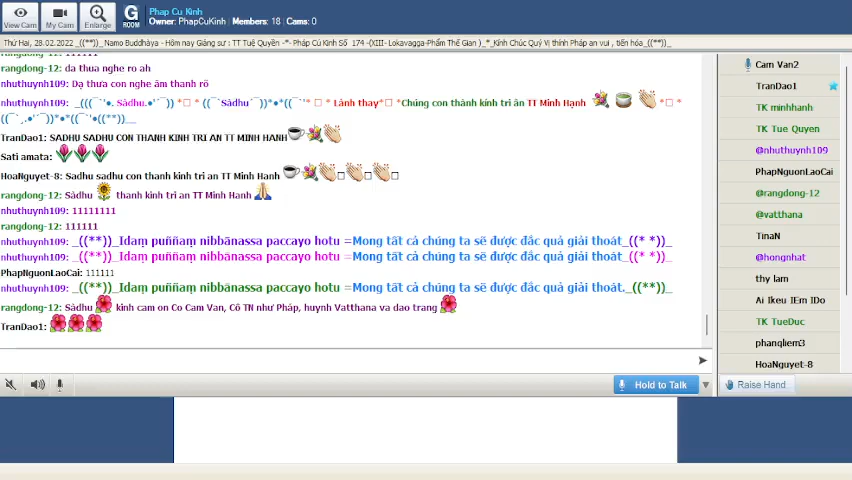 Phap Cu Kinh
Owner: PhapCuKinh | Members: 18 | Cams: 0
View Cam
My Cam
Enlarge
G
ROOM
Thứ Hai, 28.02.2022 _((**))_ Namo Buddhàya - Hôm nay Giảng sư : TT Tuệ Quyền -*- Pháp Cú Kinh Số 174 -(XIII- Lokavagga-Phẩm Thế Gian )_*_Kính Chúc Quý Vị thính Pháp an vui , tiến hóa_((**))_
rangdong-12: da thua nghe ro ah
nhuthuynh109: Dạ thưa con nghe âm thanh rõ
nhuthuynh109: _(((¯`'•. Sàdhu.•'´¯)) *□ * ((¯`Sàdhu´¯))*•*((¯`'* □ * Lành thay*□ *Chúng con thành kính tri ân TT Minh Hạnh *□ *
((¯`,.•'´¯))*•*((¯`'•((**))__
TranDao1: SADHU SADHU CON THANH KINH TRI AN TT MINH HANH
Sati amata:
HoaNguyet-8: Sadhu sadhu con thanh kinh tri an TT Minh Hanh
rangdong-12: Sàdhu thanh kinh tri an TT Minh Hanh
nhuthuynh109: 11111111
rangdong-12: 111111
nhuthuynh109: _((**))_Idaṃ puññaṃ nibbānassa paccayo hotu =Mong tất cả chúng ta sẽ được đắc quả giải thoát_((* *))_
nhuthuynh109: _((**))_Idaṃ puññaṃ nibbānassa paccayo hotu =Mong tất cả chúng ta sẽ được đắc quả giải thoát_((**))_
PhapNguonLaoCai: 111111
nhuthuynh109: _((**))_Idaṃ puññaṃ nibbānassa paccayo hotu =Mong tất cả chúng ta sẽ được đắc quả giải thoát._((**))_
rangdong-12: Sàdhu kinh cam on Co Cam Van, Cô TN như Pháp, huynh Vatthana va dao trang
TranDao1:
Hold to Talk
Cam Van2
TranDao1
TK minhhanh
TK Tue Quyen
@nhuthuynh109
PhapNguonLaoCai
@rangdong-12
@vatthana
TinaN
@hongnhat
thy lam
Ai Ikeu IEm IDo
TK TueDuc
phanqliem3
HoaNguyet-8
Raise Hand